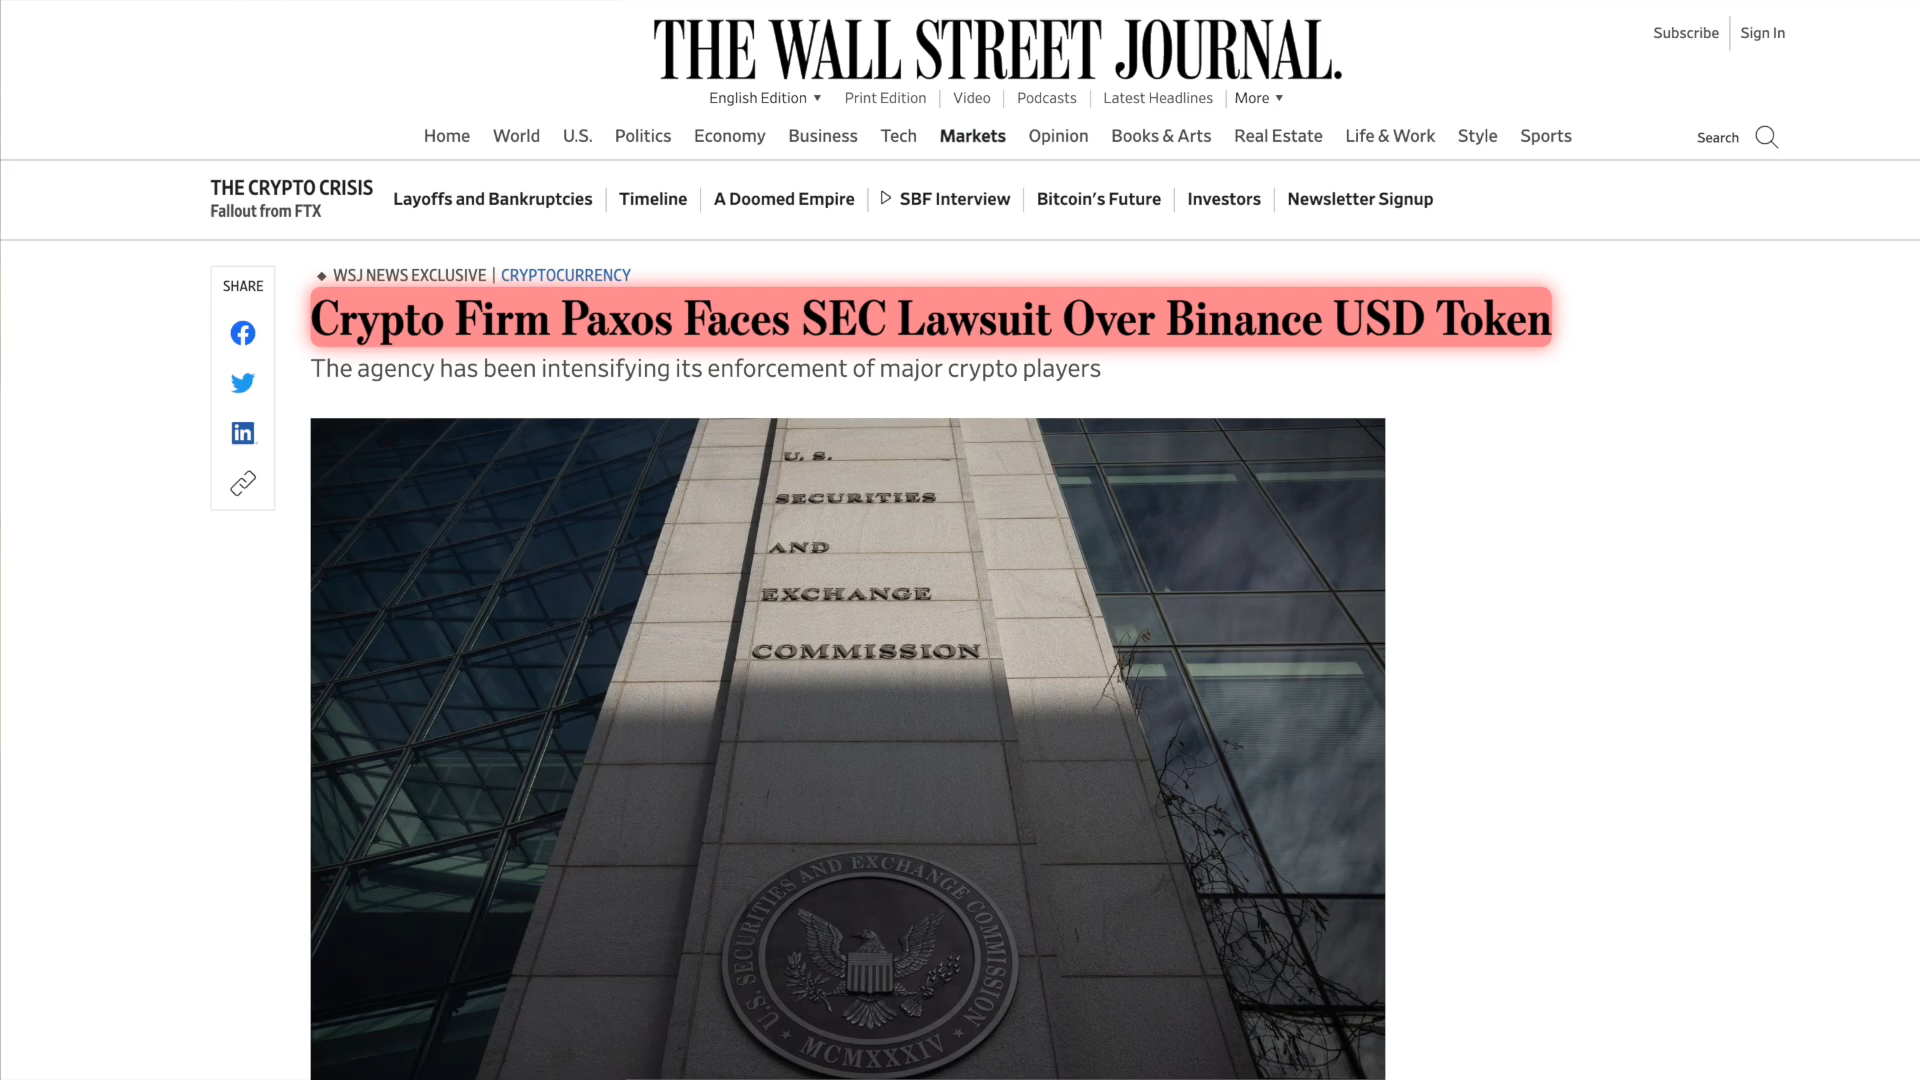 THE WALL STREET JOURNAL.
Subscribe Sign In
English Edition ▼ Print Edition Video Podcasts Latest Headlines More ▼
Home World U.S. Politics Economy Business Tech Markets Opinion Books & Arts Real Estate Life & Work Style Sports Search
THE CRYPTO CRISIS
Fallout from FTX
Layoffs and Bankruptcies Timeline A Doomed Empire SBF Interview Bitcoin's Future Investors Newsletter Signup
SHARE
◆ WSJ NEWS EXCLUSIVE | CRYPTOCURRENCY
Crypto Firm Paxos Faces SEC Lawsuit Over Binance USD Token
The agency has been intensifying its enforcement of major crypto players
U. S.
SECURITIES
AND
EXCHANGE
COMMISSION
U.S. SECURITIES AND EXCHANGE COMMISSION
MCMXXXIV